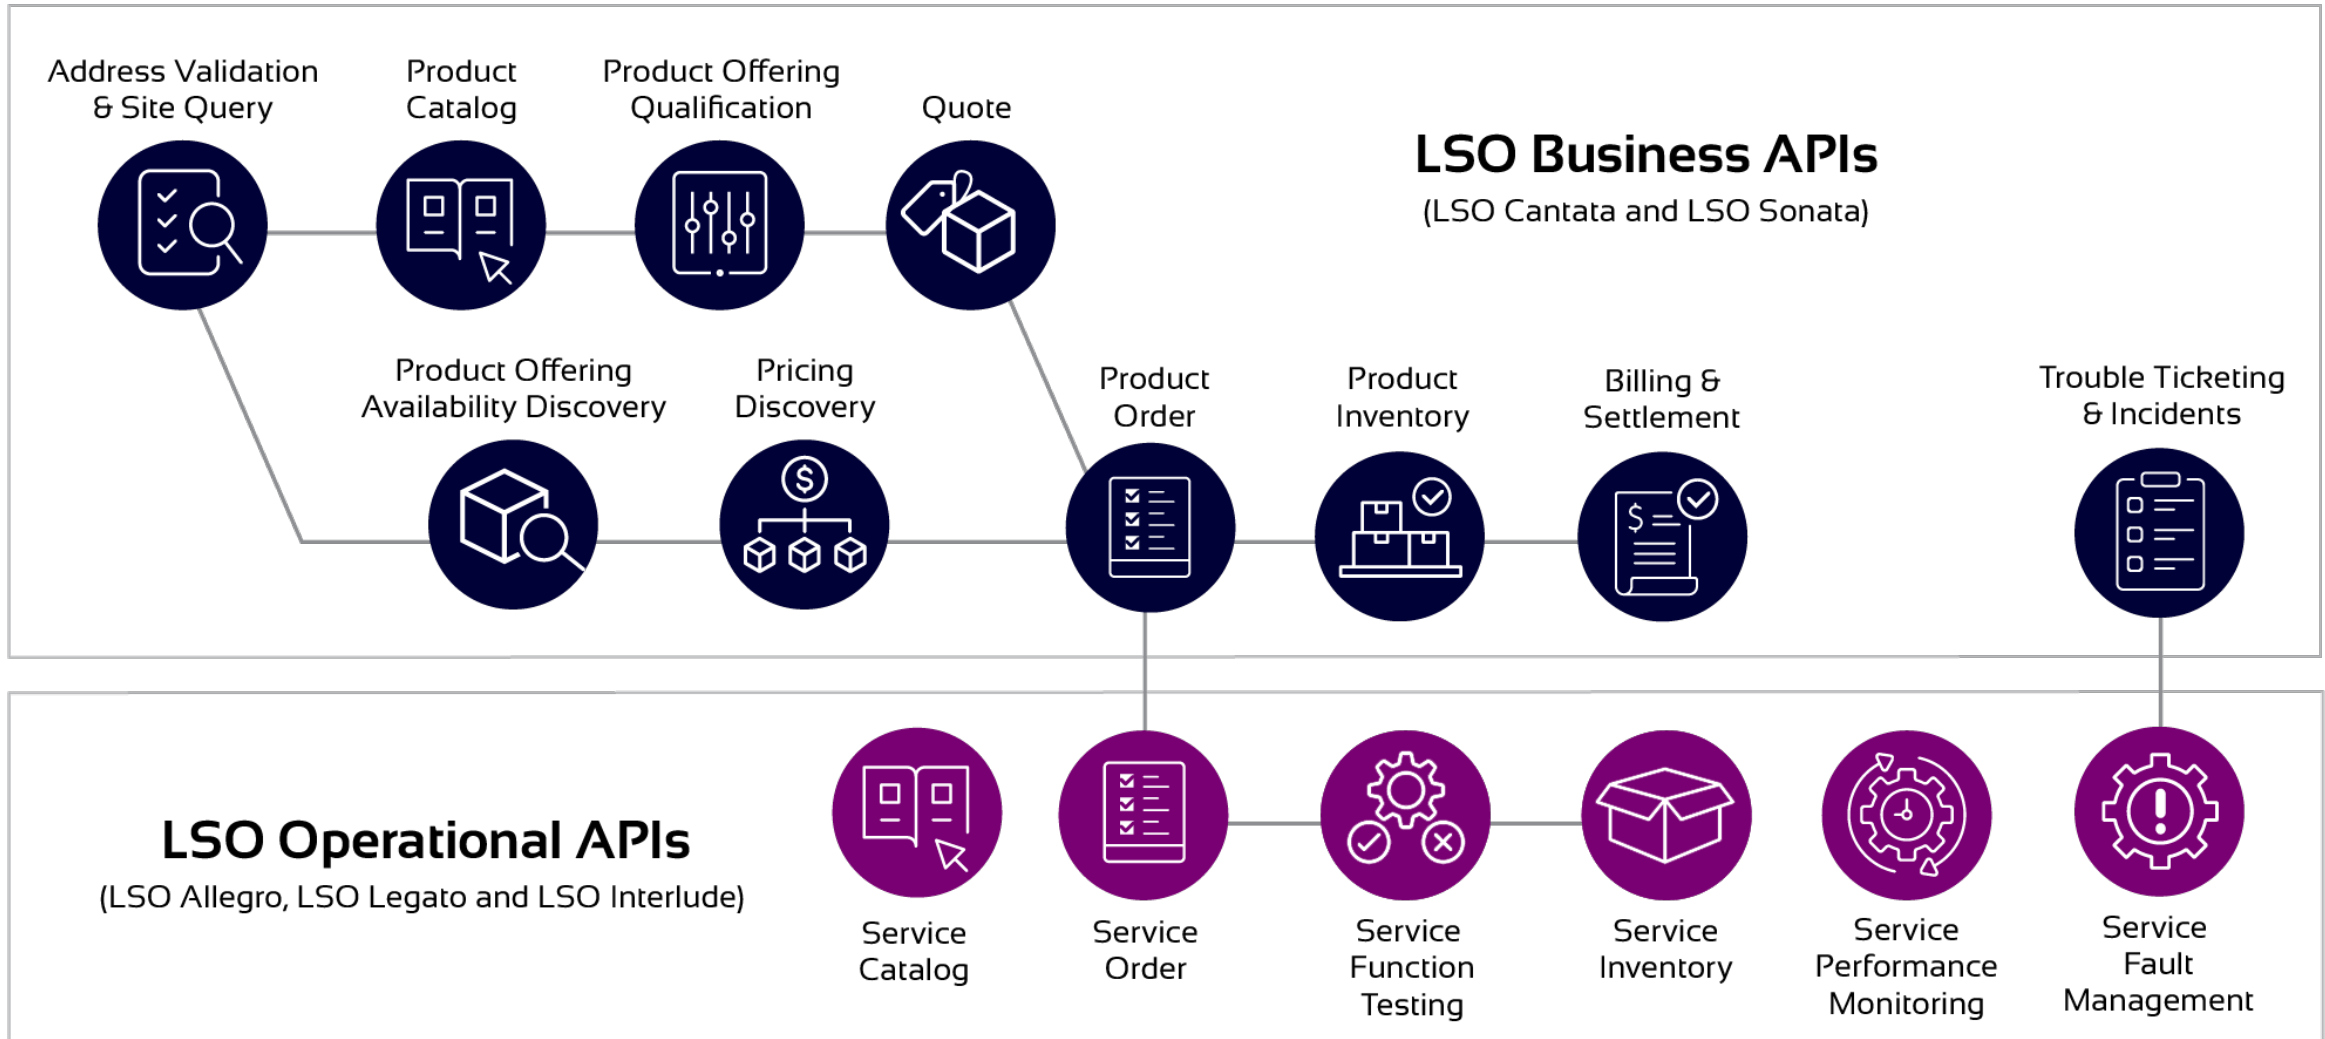 Address Validation
& Site Query
Product
Catalog
Product Offering
Qualification
Quote
LSO Business APIs
(LSO Cantata and LSO Sonata)
Product Offering
Availability Discovery
Pricing
Discovery
Product
Order
Product
Inventory
Billing &
Settlement
Trouble Ticketing
& Incidents
$
$
LSO Operational APIs
(LSO Allegro, LSO Legato and LSO Interlude)
Service
Catalog
Service
Order
Service
Function
Testing
Service
Inventory
Service
Performance
Monitoring
Service
Fault
Management